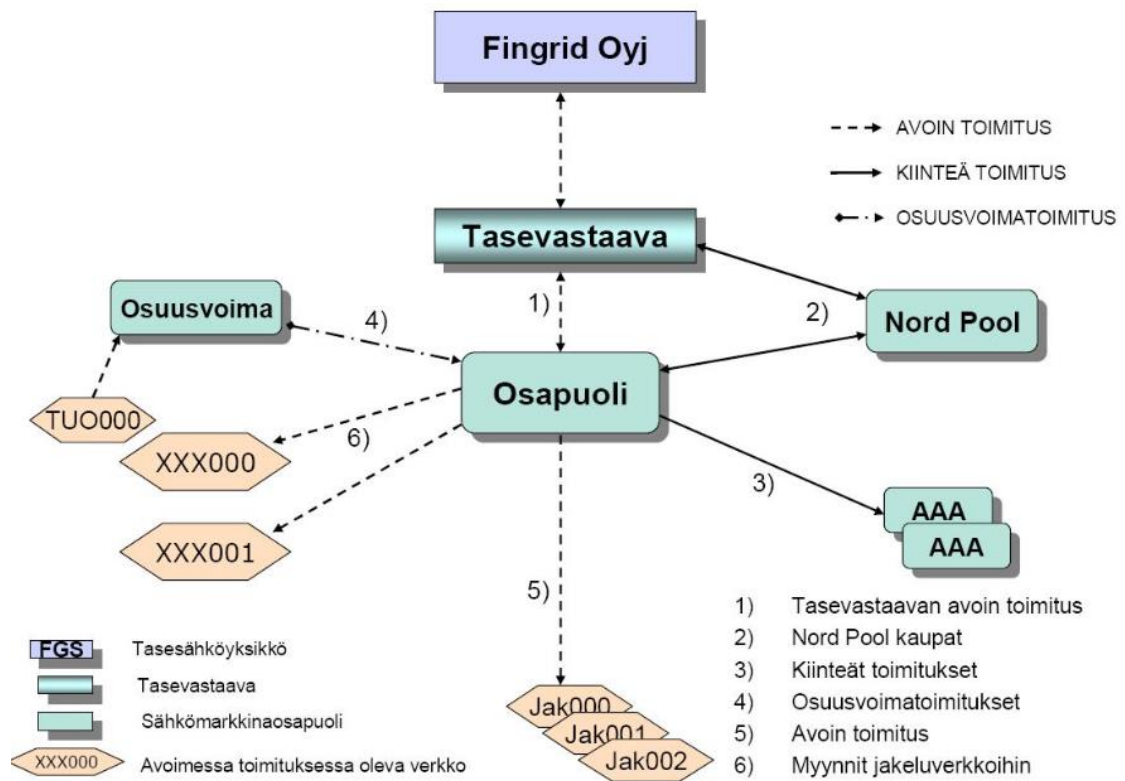 Fingrid Oyj
AVOIN TOIMITUS
KIINTEÄ TOIMITUS
OSUUSVOIMATOIMITUS
Tasevastaava
1)
2)
Osuusvoima
4)
Nord Pool
Osapuoli
TUO000
6)
XXX000
3)
XXX001
AAA
AAA
5)
1) Tasevastaavan avoin toimitus
2) Nord Pool kaupat
3) Kiinteät toimitukset
4) Osuusvoimatoimitukset
5) Avoin toimitus
6) Myynnit jakeluverkkoihin
FGS Tasesähköyksikkö
Tasevastaava
Sähkömarkkinaosapuoli
XXX000 Avoimessa toimituksessa oleva verkko
Jak000
Jak001
Jak002